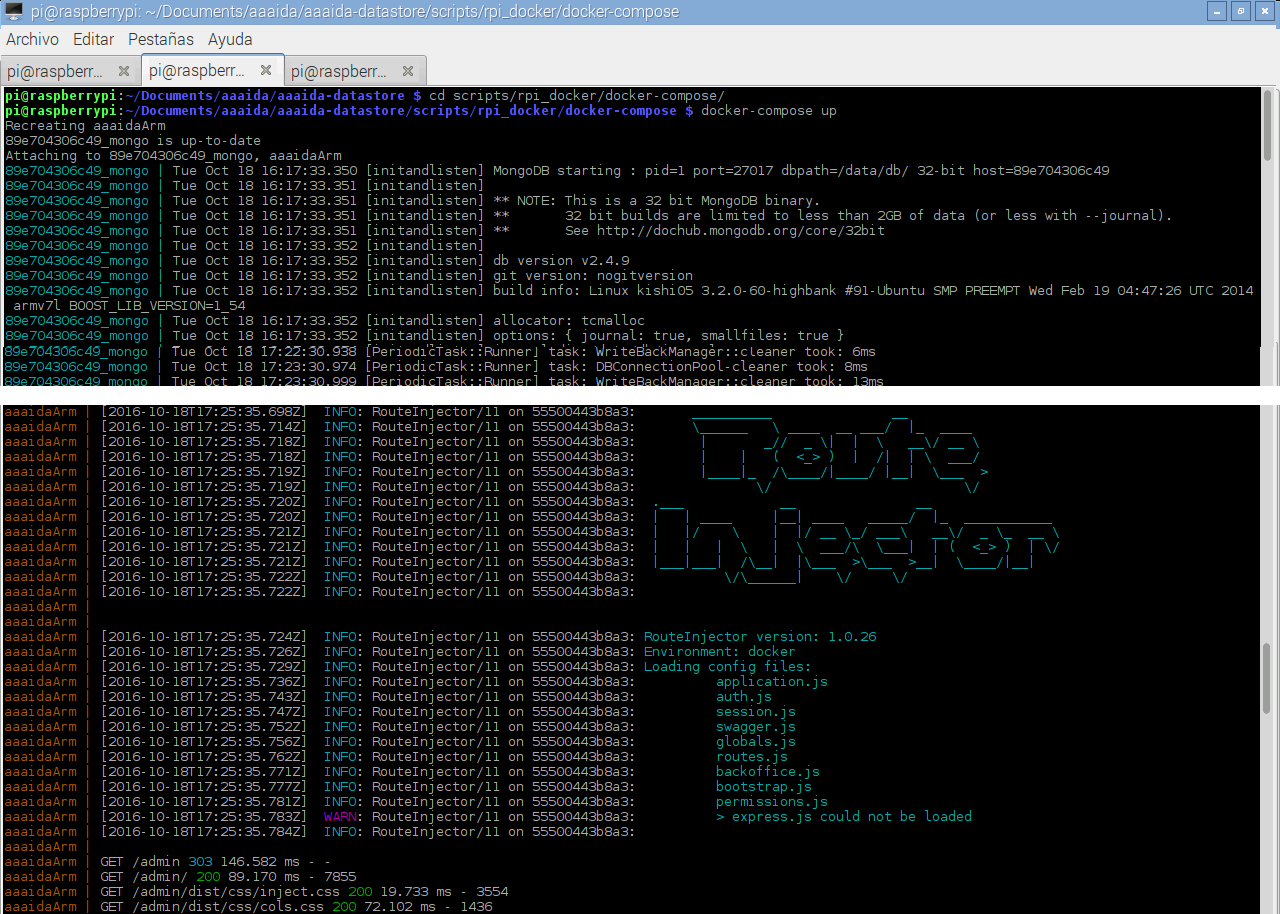 pi@raspberrypi: ~/Documents/aaaida/aaaida-datastore/scripts/rpi_docker/docker-compose
Archivo Editar Pestañas Ayuda
pi@raspberr... pi@raspberr... pi@raspberr...
pi@raspberrypi:~/Documents/aaaida/aaaida-datastore $ cd scripts/rpi_docker/docker-compose/
pi@raspberrypi:~/Documents/aaaida/aaaida-datastore/scripts/rpi_docker/docker-compose $ docker-compose up
Recreating aaaidaArm
89e704306c49_mongo is up-to-date
Attaching to 89e704306c49_mongo, aaaidaArm
89e704306c49_mongo | Tue Oct 18 16:17:33.350 [initandlisten] MongoDB starting : pid=1 port=27017 dbpath=/data/db/ 32-bit host=89e704306c49
89e704306c49_mongo | Tue Oct 18 16:17:33.351 [initandlisten]
89e704306c49_mongo | Tue Oct 18 16:17:33.351 [initandlisten] ** NOTE: This is a 32 bit MongoDB binary.
89e704306c49_mongo | Tue Oct 18 16:17:33.351 [initandlisten] **       32 bit builds are limited to less than 2GB of data (or less with --journal).
89e704306c49_mongo | Tue Oct 18 16:17:33.351 [initandlisten] **       See http://dochub.mongodb.org/core/32bit
89e704306c49_mongo | Tue Oct 18 16:17:33.352 [initandlisten]
89e704306c49_mongo | Tue Oct 18 16:17:33.352 [initandlisten] db version v2.4.9
89e704306c49_mongo | Tue Oct 18 16:17:33.352 [initandlisten] git version: nogitversion
89e704306c49_mongo | Tue Oct 18 16:17:33.352 [initandlisten] build info: Linux kishi05 3.2.0-60-highbank #91-Ubuntu SMP PREEMPT Wed Feb 19 04:47:26 UTC 2014
armv7l BOOST_LIB_VERSION=1_54
89e704306c49_mongo | Tue Oct 18 16:17:33.352 [initandlisten] allocator: tcmalloc
89e704306c49_mongo | Tue Oct 18 16:17:33.352 [initandlisten] options: { journal: true, smallfiles: true }
89e704306c49_mongo | Tue Oct 18 17:22:30.938 [PeriodicTask::Runner] task: WriteBackManager::cleaner took: 6ms
89e704306c49_mongo | Tue Oct 18 17:23:30.974 [PeriodicTask::Runner] task: DBConnectionPool-cleaner took: 8ms
89e704306c49_mongo | Tue Oct 18 17:23:30.999 [PeriodicTask::Runner] task: WriteBackManager::cleaner took: 13ms
aaaidaArm | [2016-10-18T17:25:35.698Z]  INFO: RouteInjector/11 on 55500443b8a3:
aaaidaArm | [2016-10-18T17:25:35.714Z]  INFO: RouteInjector/11 on 55500443b8a3:
aaaidaArm | [2016-10-18T17:25:35.718Z]  INFO: RouteInjector/11 on 55500443b8a3:
aaaidaArm | [2016-10-18T17:25:35.718Z]  INFO: RouteInjector/11 on 55500443b8a3: Route
aaaidaArm | [2016-10-18T17:25:35.719Z]  INFO: RouteInjector/11 on 55500443b8a3:
aaaidaArm | [2016-10-18T17:25:35.719Z]  INFO: RouteInjector/11 on 55500443b8a3:
aaaidaArm | [2016-10-18T17:25:35.720Z]  INFO: RouteInjector/11 on 55500443b8a3:
aaaidaArm | [2016-10-18T17:25:35.720Z]  INFO: RouteInjector/11 on 55500443b8a3:
aaaidaArm | [2016-10-18T17:25:35.721Z]  INFO: RouteInjector/11 on 55500443b8a3:
aaaidaArm | [2016-10-18T17:25:35.721Z]  INFO: RouteInjector/11 on 55500443b8a3: Injector
aaaidaArm | [2016-10-18T17:25:35.721Z]  INFO: RouteInjector/11 on 55500443b8a3:
aaaidaArm | [2016-10-18T17:25:35.722Z]  INFO: RouteInjector/11 on 55500443b8a3:
aaaidaArm | [2016-10-18T17:25:35.722Z]  INFO: RouteInjector/11 on 55500443b8a3:
aaaidaArm |
aaaidaArm |
aaaidaArm | [2016-10-18T17:25:35.724Z]  INFO: RouteInjector/11 on 55500443b8a3: RouteInjector version: 1.0.26
aaaidaArm | [2016-10-18T17:25:35.726Z]  INFO: RouteInjector/11 on 55500443b8a3: Environment: docker
aaaidaArm | [2016-10-18T17:25:35.729Z]  INFO: RouteInjector/11 on 55500443b8a3: Loading config files:
aaaidaArm | [2016-10-18T17:25:35.736Z]  INFO: RouteInjector/11 on 55500443b8a3: application.js
aaaidaArm | [2016-10-18T17:25:35.743Z]  INFO: RouteInjector/11 on 55500443b8a3: auth.js
aaaidaArm | [2016-10-18T17:25:35.747Z]  INFO: RouteInjector/11 on 55500443b8a3: session.js
aaaidaArm | [2016-10-18T17:25:35.752Z]  INFO: RouteInjector/11 on 55500443b8a3: swagger.js
aaaidaArm | [2016-10-18T17:25:35.756Z]  INFO: RouteInjector/11 on 55500443b8a3: globals.js
aaaidaArm | [2016-10-18T17:25:35.762Z]  INFO: RouteInjector/11 on 55500443b8a3: routes.js
aaaidaArm | [2016-10-18T17:25:35.771Z]  INFO: RouteInjector/11 on 55500443b8a3: backoffice.js
aaaidaArm | [2016-10-18T17:25:35.777Z]  INFO: RouteInjector/11 on 55500443b8a3: bootstrap.js
aaaidaArm | [2016-10-18T17:25:35.781Z]  INFO: RouteInjector/11 on 55500443b8a3: permissions.js
aaaidaArm | [2016-10-18T17:25:35.783Z]  WARN: RouteInjector/11 on 55500443b8a3: > express.js could not be loaded
aaaidaArm | [2016-10-18T17:25:35.784Z]  INFO: RouteInjector/11 on 55500443b8a3:
aaaidaArm |
aaaidaArm | GET /admin 303 146.582 ms - -
aaaidaArm | GET /admin/ 200 89.170 ms - 7855
aaaidaArm | GET /admin/dist/css/inject.css 200 19.733 ms - 3554
aaaidaArm | GET /admin/dist/css/cols.css 200 72.102 ms - 1436